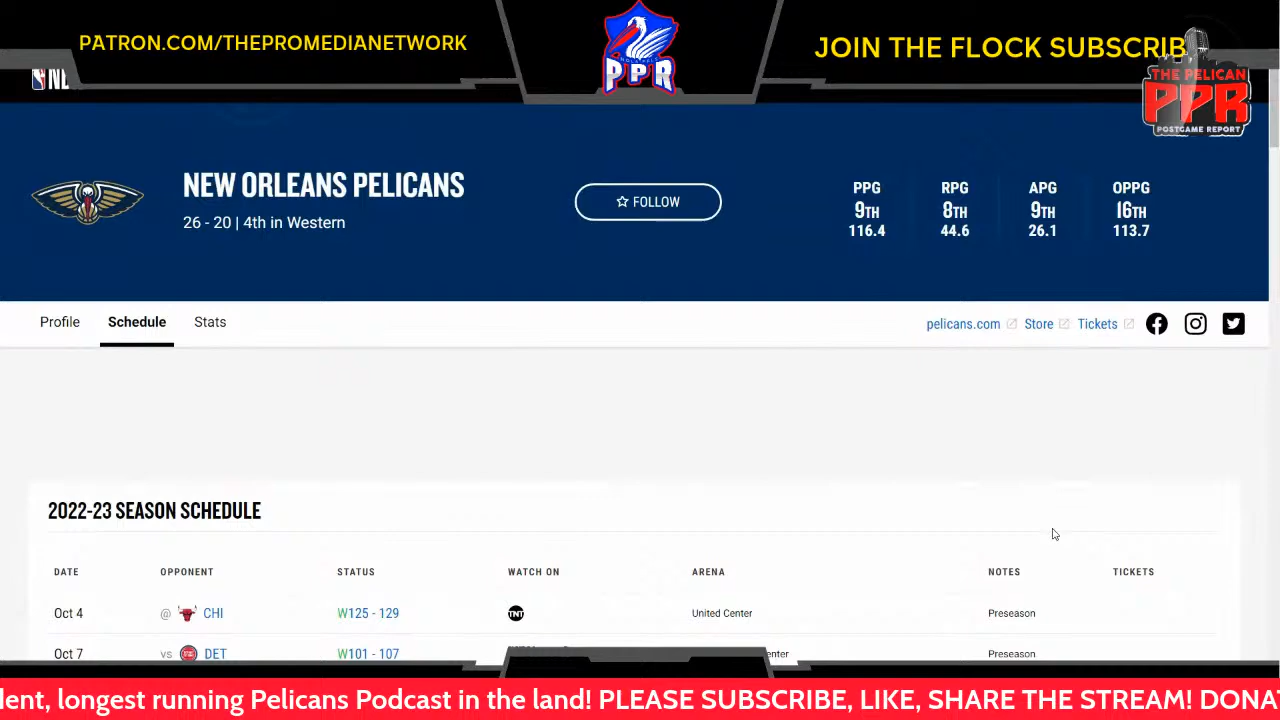 PATRON.COM/THEPROMEDIANETWORK
JOIN THE FLOCK SUBSCRIB
PPR
THE PELICAN
PPR
POSTGAME REPORT
NEW ORLEANS PELICANS
26 - 20 | 4th in Western
FOLLOW
PPG RPG APG OPPG
9TH 8TH 9TH 16TH
116.4 44.6 26.1 113.7
Profile Schedule Stats
pelicans.com Store Tickets
2022-23 SEASON SCHEDULE
DATE OPPONENT STATUS WATCH ON ARENA NOTES TICKETS
Oct 4 @ CHI W125 - 129 TNT United Center Preseason
Oct 7 vs DET W101 - 107 enter Preseason
lent, longest running Pelicans Podcast in the land! PLEASE SUBSCRIBE, LIKE, SHARE THE STREAM! DONA